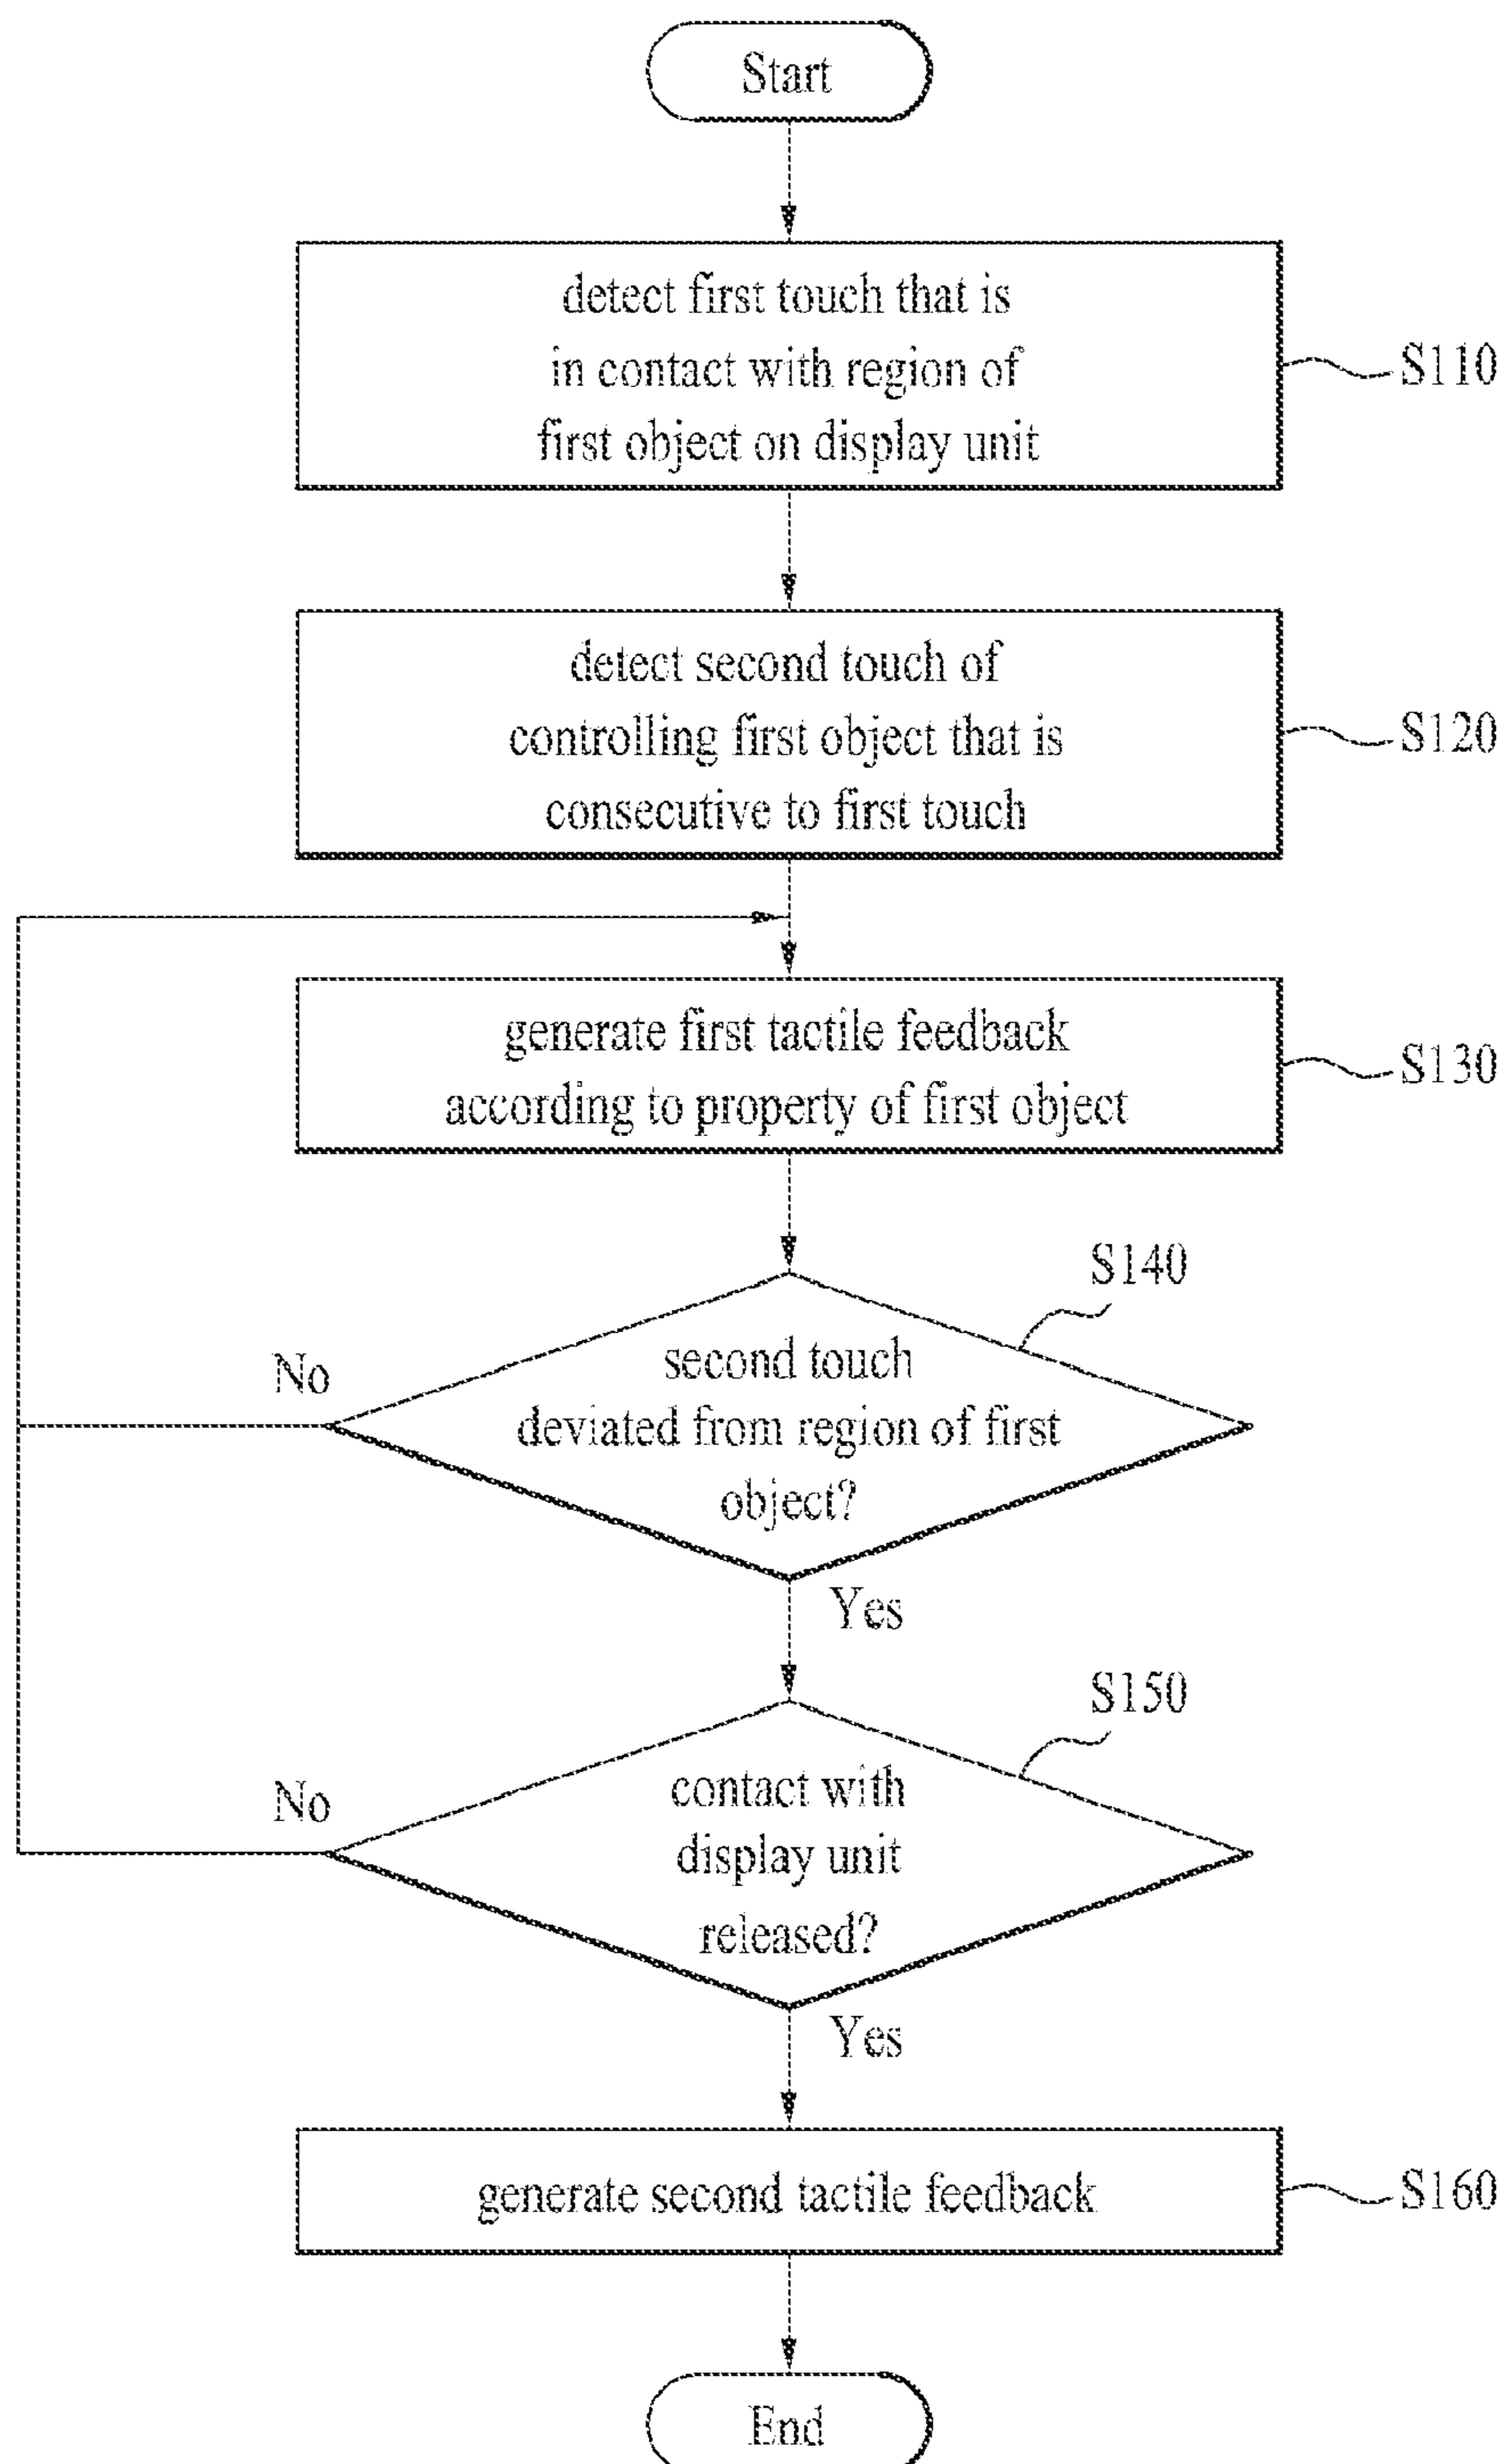 Start
detect first touch that is
in contact with region of
first object on display unit
S110
detect second touch of
controlling first object that is
consecutive to first touch
S120
generate first tactile feedback
according to property of first object
S130
S140
second touch
deviated from region of first
object?
No
Yes
S150
contact with
display unit
released?
No
Yes
generate second tactile feedback
S160
End